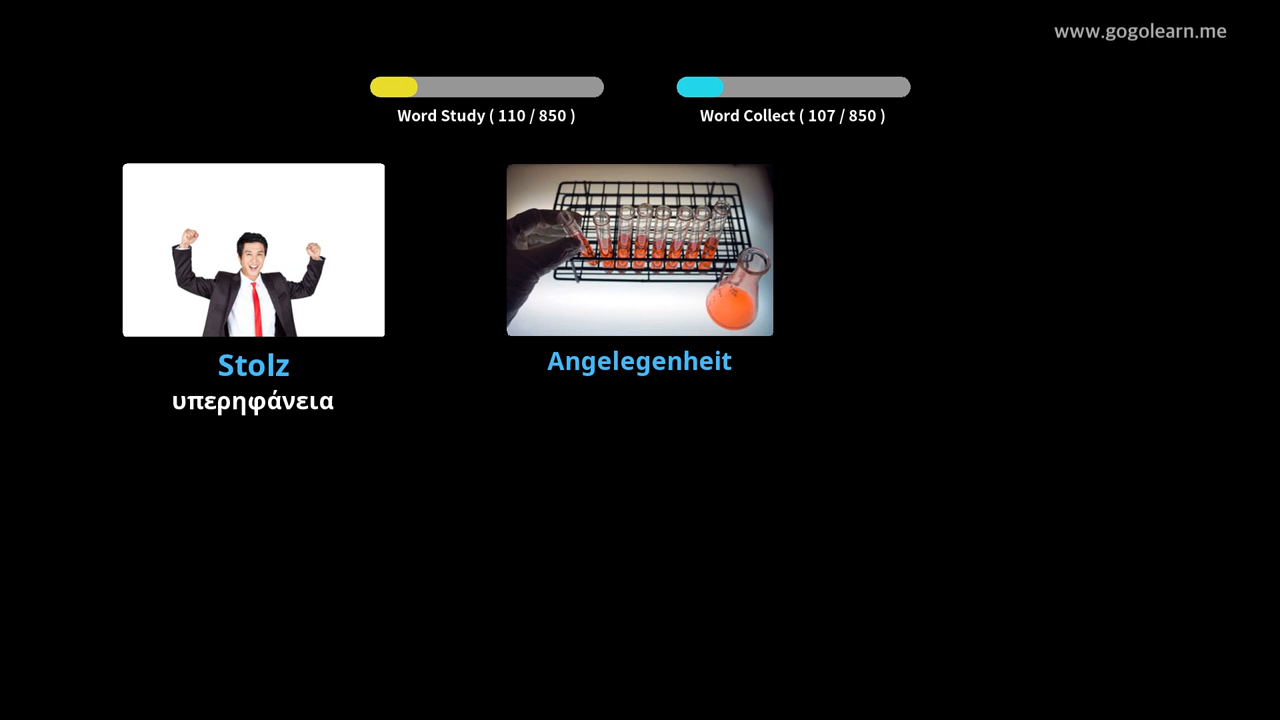 www.gogolearn.me
Word Study ( 110 / 850 )
Word Collect ( 107 / 850 )
Stolz
υπερηφάνεια
Angelegenheit